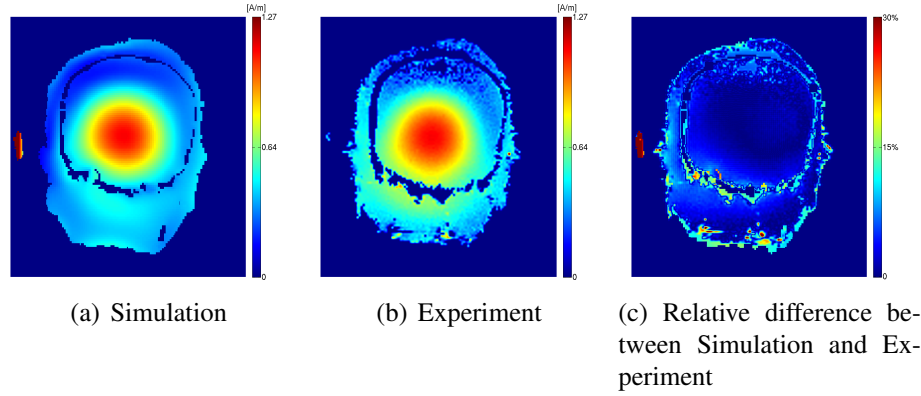 [A/m]
1.27
0.64
0
[A/m]
1.27
0.64
0
30%
15%
0
(a) Simulation
(b) Experiment
(c) Relative difference be-
tween Simulation and Ex-
periment